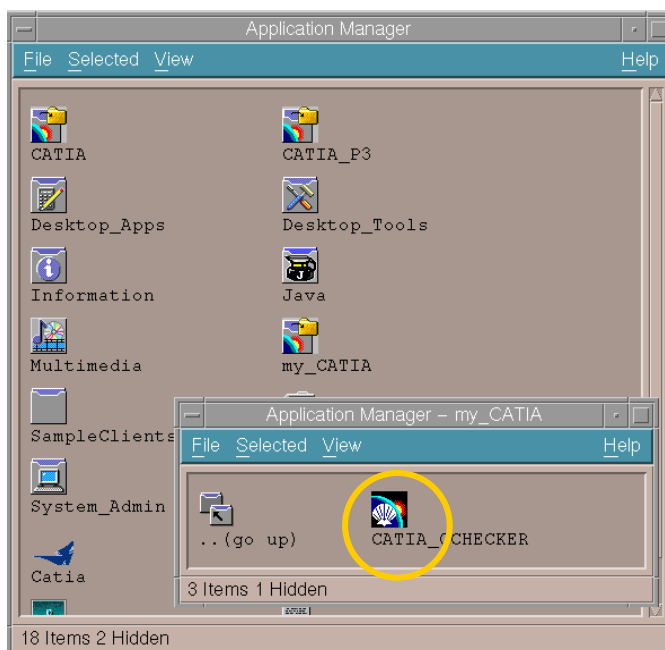 Application Manager
File Selected View Help
CATIA CATIA_P3
Desktop_Apps Desktop_Tools
Information Java
Multimedia my_CATIA
SampleClients
System_Admin
Catia
18 Items 2 Hidden
Application Manager – my_CATIA
File Selected View Help
..(go up) CATIA_QCHECKER
3 Items 1 Hidden